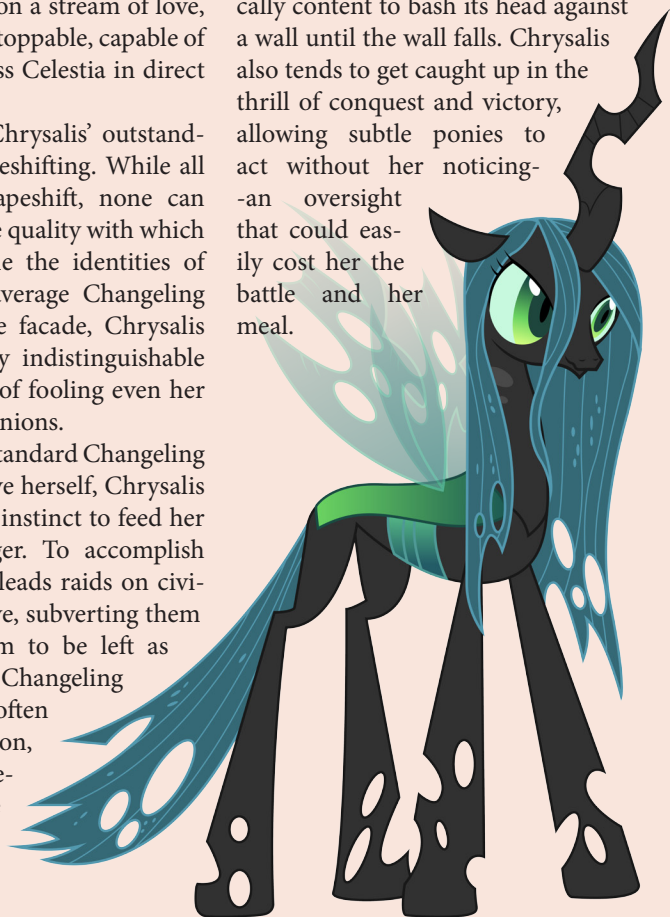 on a stream of love,
toppable, capable of
ss Celestia in direct
Chrysalis’ outstand-
eshifting. While all
apeshift, none can
e quality with which
e the identities of
verage Changeling
e facade, Chrysalis
y indistinguishable
of fooling even her
nions.
tandard Changeling
ve herself, Chrysalis
instinct to feed her
ger. To accomplish
leads raids on civi-
ve, subverting them
m to be left as
Changeling
often
on,
e-
cally content to bash its head against
a wall until the wall falls. Chrysalis
also tends to get caught up in the
thrill of conquest and victory,
allowing subtle ponies to
act without her noticing-
-an oversight
that could eas-
ily cost her the
battle and her
meal.